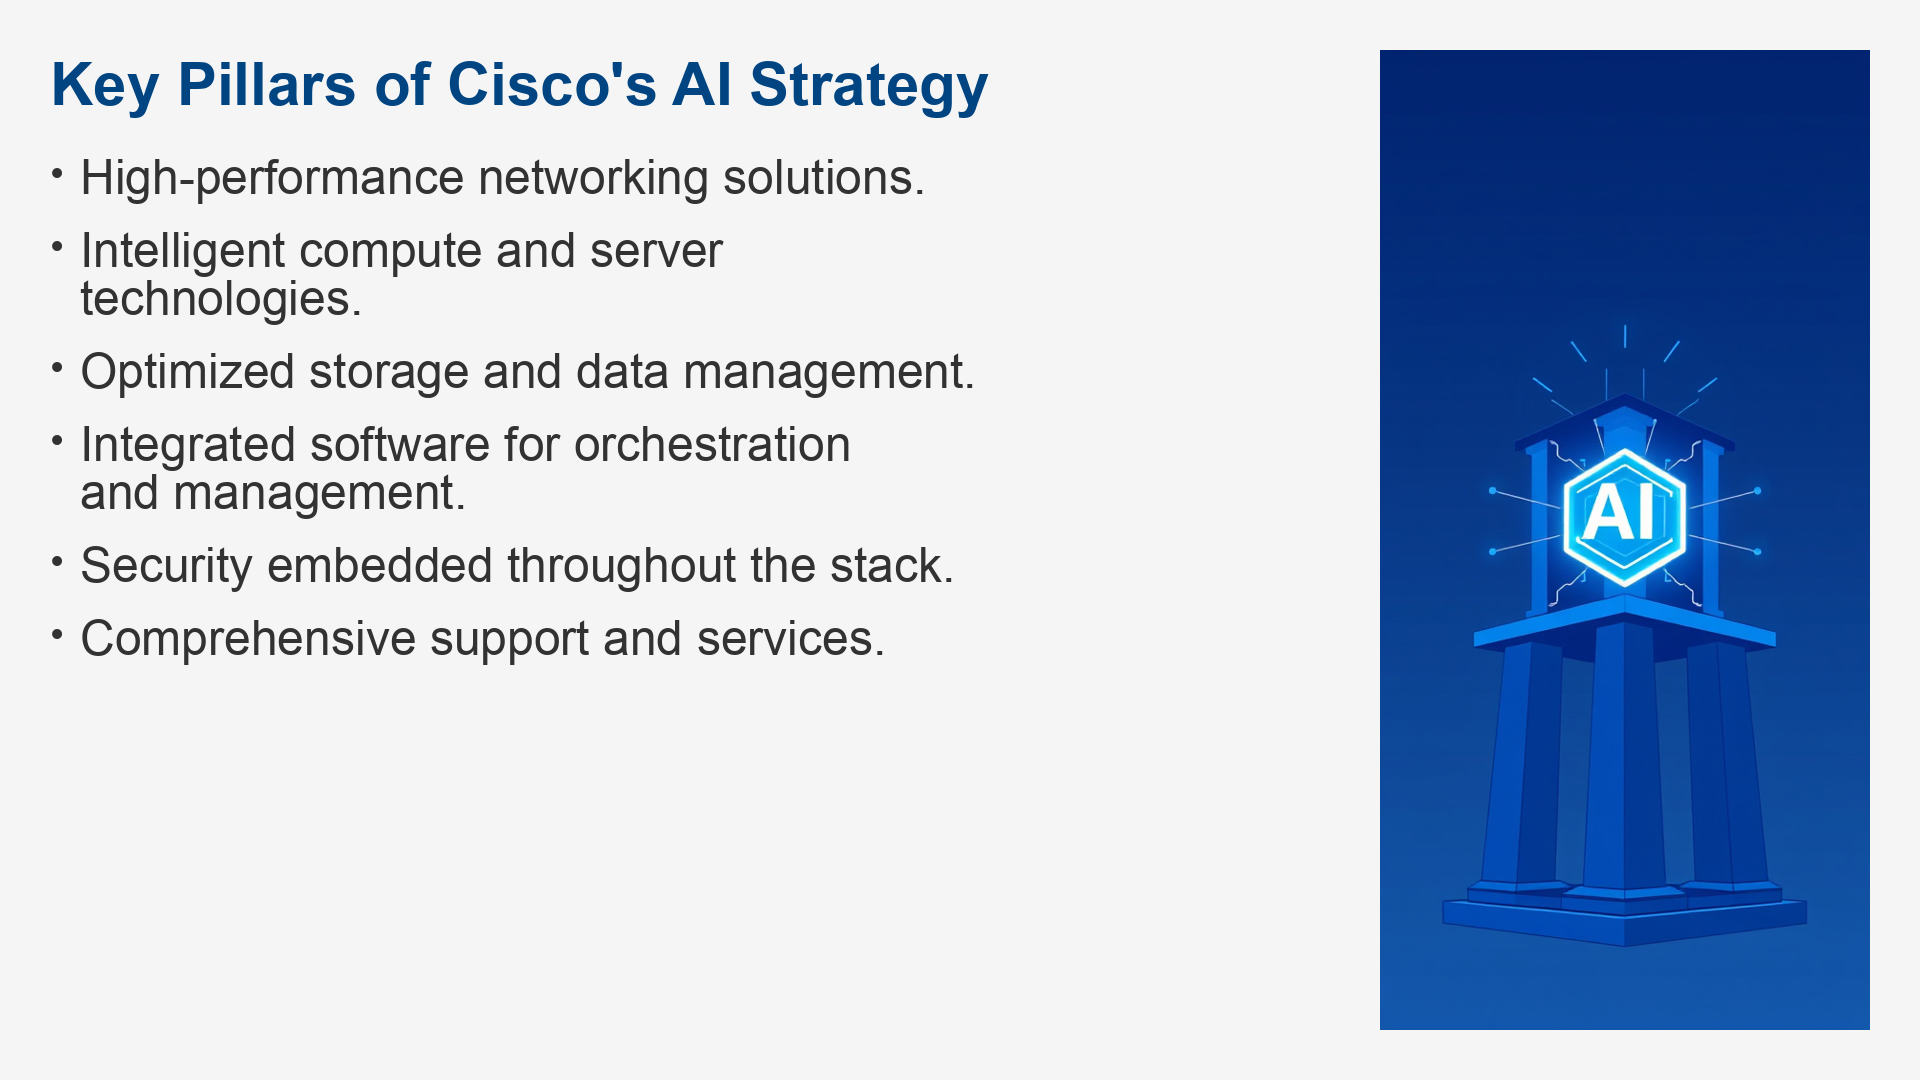 Key Pillars of Cisco's AI Strategy
• High-performance networking solutions.
• Intelligent compute and server
technologies.
• Optimized storage and data management.
• Integrated software for orchestration
and management.
• Security embedded throughout the stack.
• Comprehensive support and services.
AI